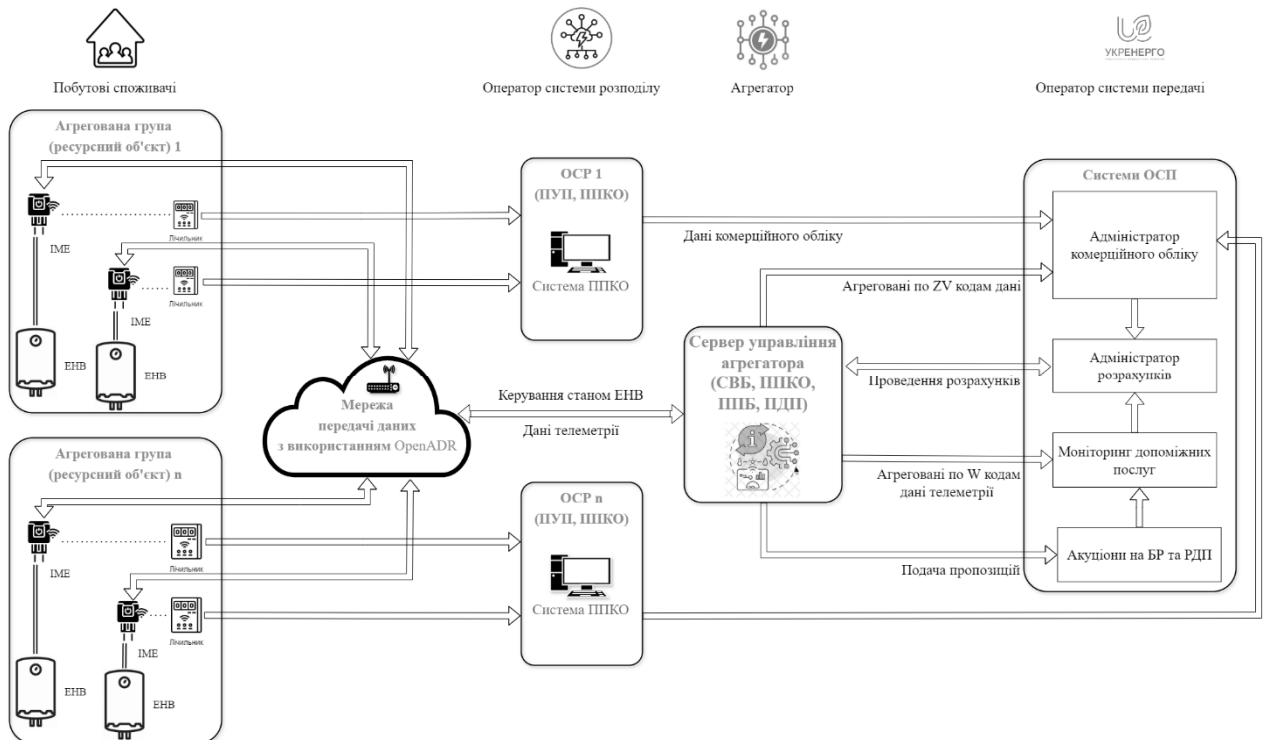 УКРЕНЕРГО
Побутові споживачі
Оператор системи розподілу
Агрегатор
Оператор системи передачі
Агрегована група
(ресурсний об'єкт) 1
ІМЕ
Лічильник
ІМЕ
Лічильник
ЕНВ
ЕНВ
ОСР 1
(ПУП, ППКО)
Система ППКО
Дані комерційного обліку
Агреговані по ZV кодам дані
Системи ОСП
Адміністратор
комерційного обліку
Мережа
передачі даних
з використанням OpenADR
Керування станом ЕНВ
Дані телеметрії
Сервер управління
агрегатора
(СВБ, ППКО,
ППБ, ПДП)
Проведення розрахунків
Адміністратор
розрахунків
Агреговані по W кодам
дані телеметрії
Моніторинг допоміжних
послуг
Подача пропозицій
Акуціони на БР та РДП
Агрегована група
(ресурсний об'єкт) n
ІМЕ
Лічильник
ІМЕ
Лічильник
ЕНВ
ЕНВ
ОСР n
(ПУП, ППКО)
Система ППКО